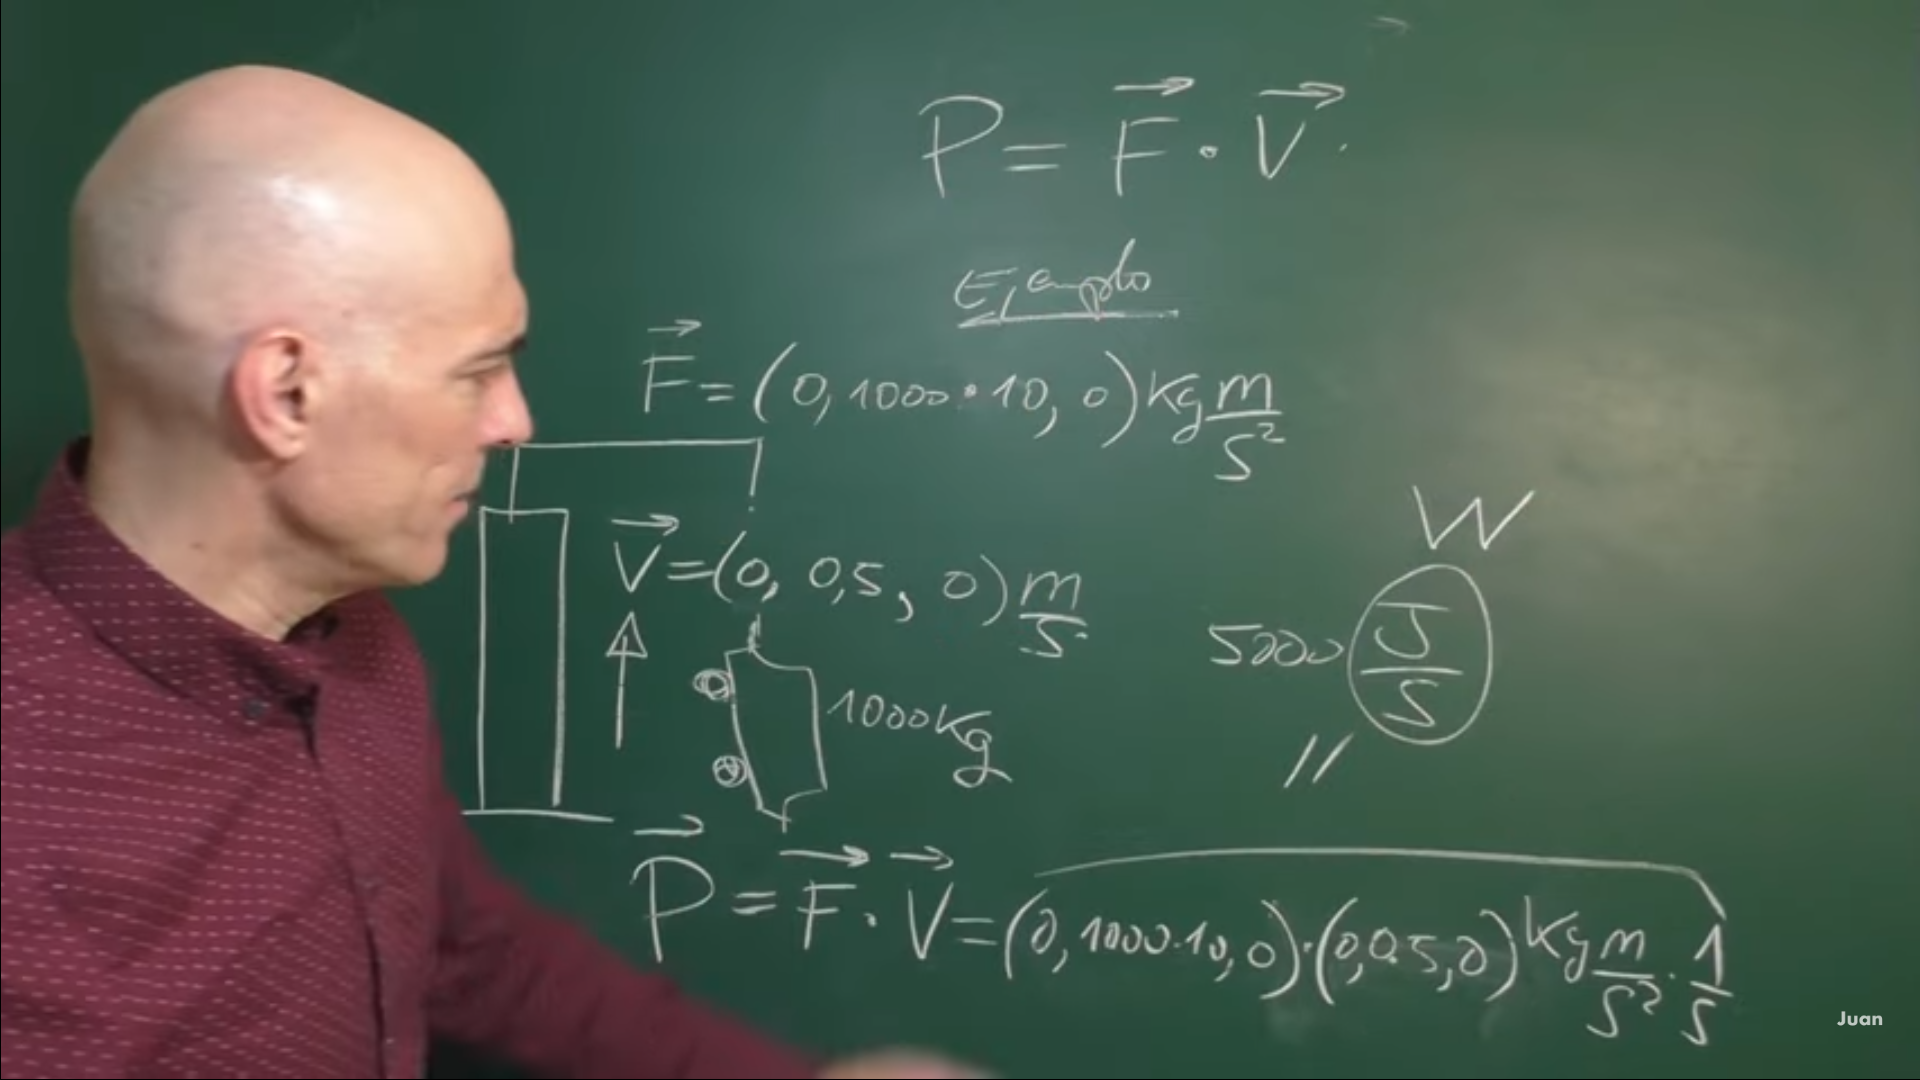 P = F⃗ · V⃗.
Ejemplo
F⃗ = (0, 1000 · 10, 0) kg m/s²
V⃗ = (0, 0,5, 0) m/s
W
5000 J/s
1000 kg
//
P⃗ = F⃗ · V⃗ = (0, 1000·10, 0)·(0, 0.5, 0) kg m/s² · 1/s
Juan